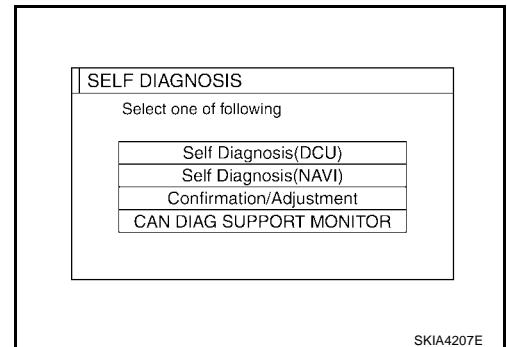 SELF DIAGNOSIS
Select one of following
Self Diagnosis(DCU)
Self Diagnosis(NAVI)
Confirmation/Adjustment
CAN DIAG SUPPORT MONITOR
SKIA4207E